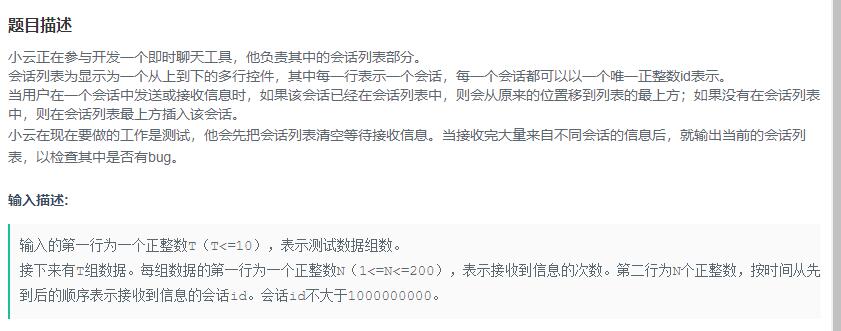 题目描述
小云正在参与开发一个即时聊天工具，他负责其中的会话列表部分。
会话列表为显示为一个从上到下的多行控件，其中每一行表示一个会话，每一个会话都可以以一个唯一正整数id表示。
当用户在一个会话中发送或接收信息时，如果该会话已经在会话列表中，则会从原来的位置移到列表的最上方；如果没有在会话列表
中，则在会话列表最上方插入该会话。
小云在现在要做的工作是测试，他会先把会话列表清空等待接收信息。当接收完大量来自不同会话的信息后，就输出当前的会话列
表，以检查其中是否有bug。
输入描述:
输入的第一行为一个正整数T（T<=10），表示测试数据组数。
接下来有T组数据。每组数据的第一行为一个正整数N（1<=N<=200），表示接收到信息的次数。第二行为N个正整数，按时间从先
到后的顺序表示接收到信息的会话id。会话id不大于1000000000。